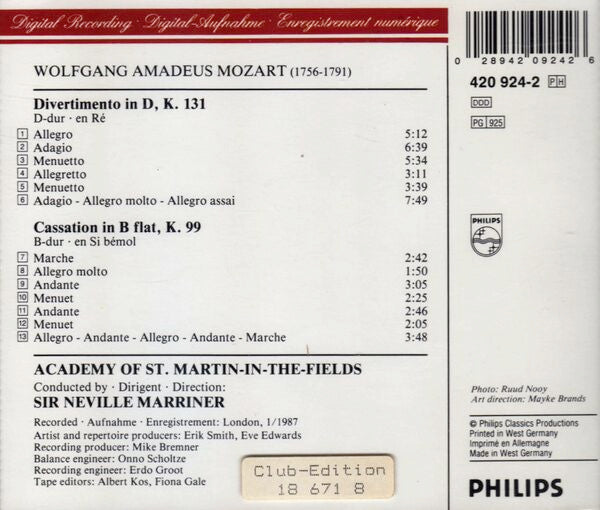 Digital Recording · Digital-Aufnahme · Enregistrement numérique
WOLFGANG AMADEUS MOZART (1756-1791)
Divertimento in D, K. 131
D-dur · en Ré
1 Allegro 5:12
2 Adagio 6:39
3 Menuetto 5:34
4 Allegretto 3:11
5 Menuetto 3:39
6 Adagio - Allegro molto - Allegro assai 7:49
Cassation in B flat, K. 99
B-dur · en Si bémol
7 Marche 2:42
8 Allegro molto 1:50
9 Andante 3:05
10 Menuet 2:25
11 Andante 2:46
12 Menuet 2:05
13 Allegro - Andante - Allegro - Andante - Marche 3:48
ACADEMY OF ST. MARTIN-IN-THE-FIELDS
Conducted by · Dirigent · Direction:
SIR NEVILLE MARRINER
Recorded · Aufnahme · Enregistrement: London, 1/1987
Artist and repertoire producers: Erik Smith, Eve Edwards
Recording producer: Mike Bremner
Balance engineer: Onno Scholtze
Recording engineer: Erdo Groot
Tape editors: Albert Kos, Fiona Gale
Club-Edition
18 671 8
0 28942 09242 6
420 924-2 PH
DDD
PG 925
PHILIPS
Photo: Ruud Nooy
Art direction: Mayke Brands
℗ Philips Classics Productions
Printed in West Germany
Imprimé en Allemagne
Made in West Germany
PHILIPS